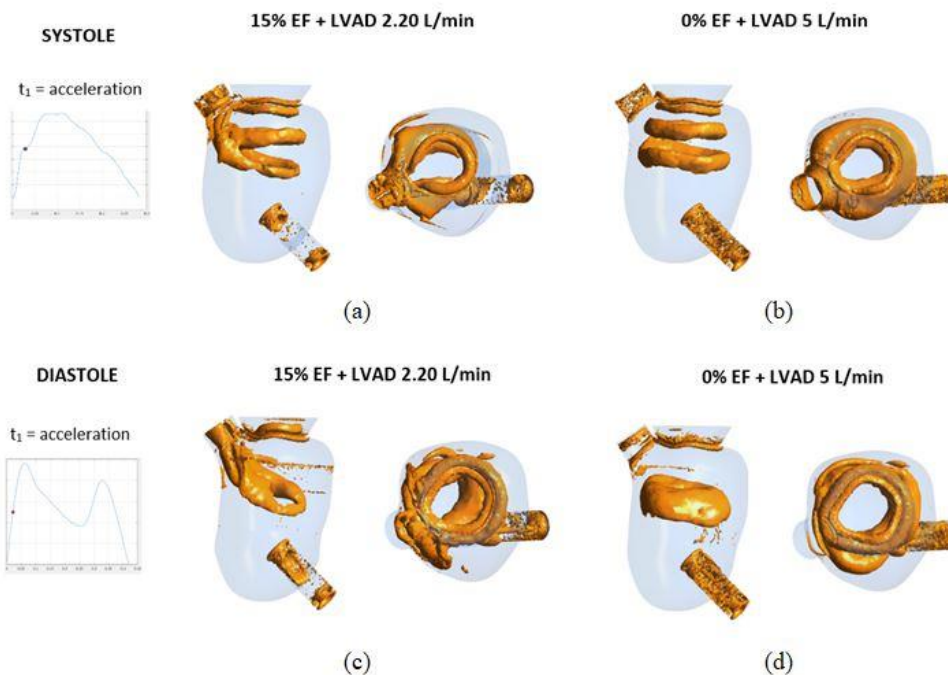 SYSTOLE
15% EF + LVAD 2.20 L/min
0% EF + LVAD 5 L/min
t₁ = acceleration
(a)
(b)
DIASTOLE
15% EF + LVAD 2.20 L/min
0% EF + LVAD 5 L/min
t₁ = acceleration
(c)
(d)